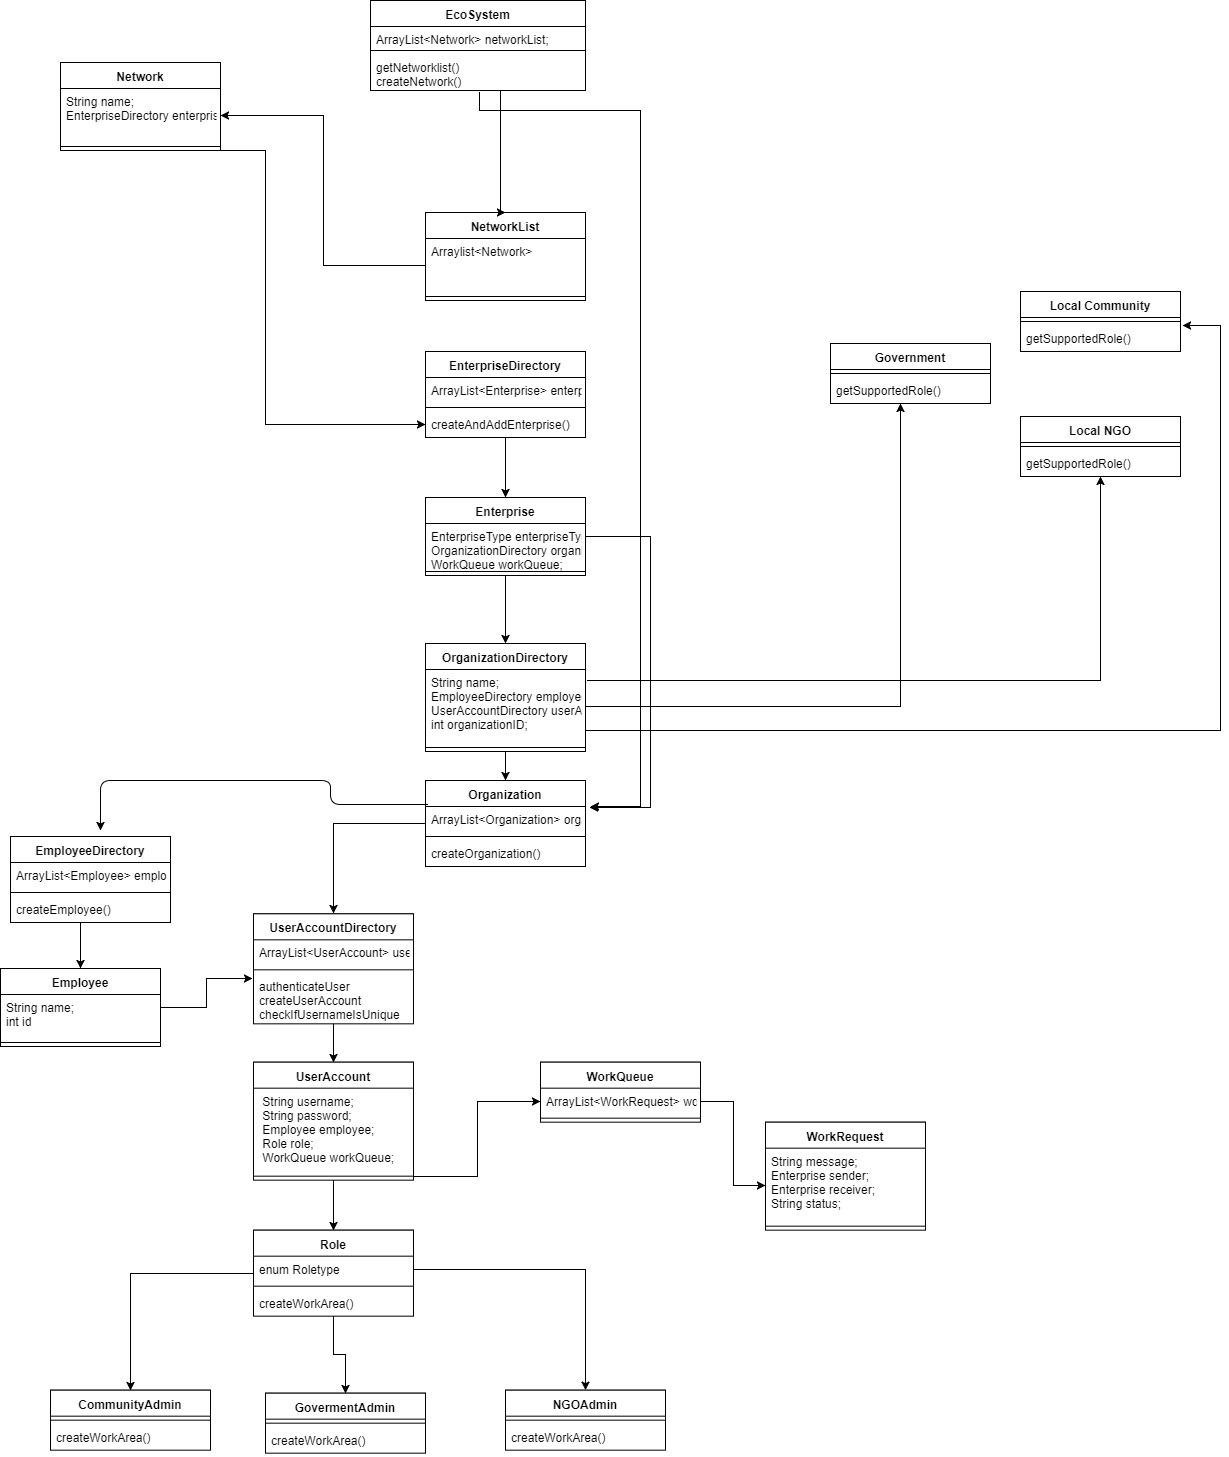 EcoSystem
ArrayList<Network> networkList;
getNetworklist()
createNetwork()
Network
String name;
EnterpriseDirectory enterpris
NetworkList
Arraylist<Network>
Local Community
getSupportedRole()
Government
getSupportedRole()
EnterpriseDirectory
ArrayList<Enterprise> enterp
createAndAddEnterprise()
Local NGO
getSupportedRole()
Enterprise
EnterpriseType enterpriseTy
OrganizationDirectory organ
WorkQueue workQueue;
OrganizationDirectory
String name;
EmployeeDirectory employe
UserAccountDirectory userA
int organizationID;
Organization
ArrayList<Organization> org
createOrganization()
EmployeeDirectory
ArrayList<Employee> emplo
createEmployee()
UserAccountDirectory
ArrayList<UserAccount> use
authenticateUser
createUserAccount
checkIfUsernameIsUnique
Employee
String name;
int id
UserAccount
String username;
String password;
Employee employee;
Role role;
WorkQueue workQueue;
WorkQueue
ArrayList<WorkRequest> wo
WorkRequest
String message;
Enterprise sender;
Enterprise receiver;
String status;
Role
enum Roletype
createWorkArea()
CommunityAdmin
createWorkArea()
GovermentAdmin
createWorkArea()
NGOAdmin
createWorkArea()